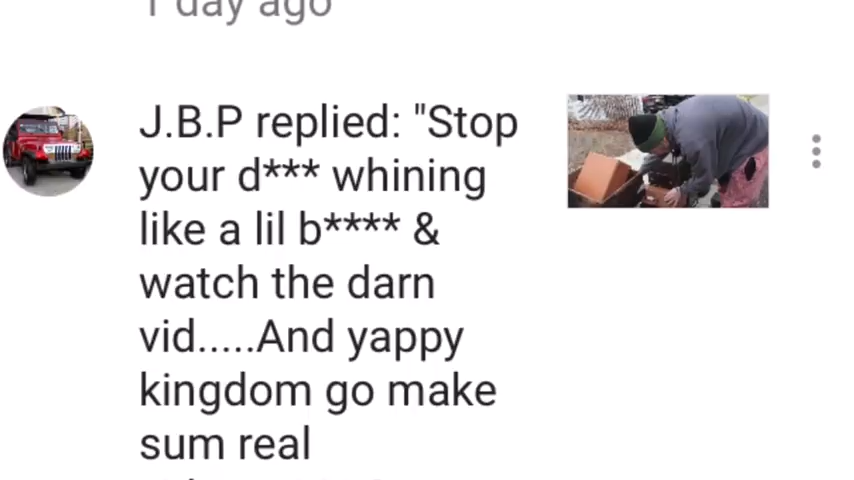 1 day ago
J.B.P replied: "Stop
your d*** whining
like a lil b**** &
watch the darn
vid.....And yappy
kingdom go make
sum real